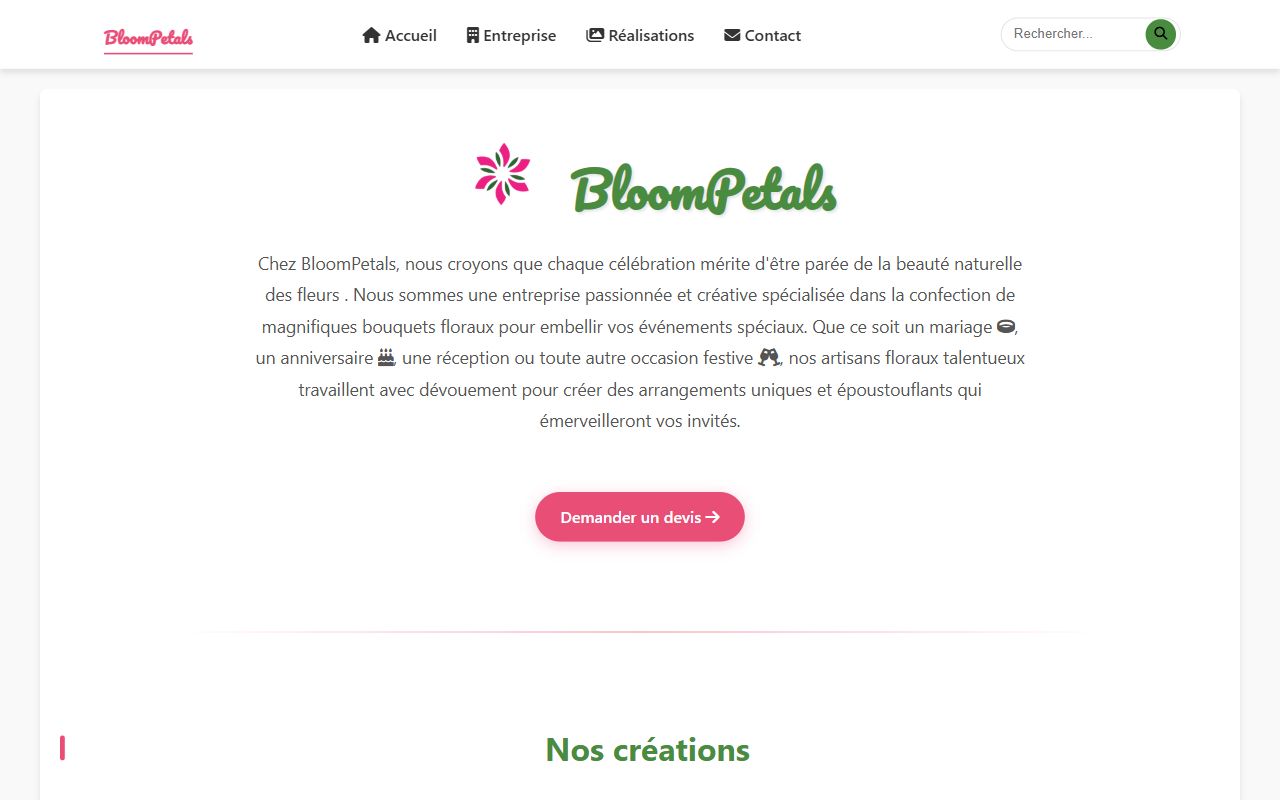 BloomPetals
Accueil
Entreprise
Réalisations
Contact
Rechercher...
BloomPetals
Chez BloomPetals, nous croyons que chaque célébration mérite d'être parée de la beauté naturelle
des fleurs . Nous sommes une entreprise passionnée et créative spécialisée dans la confection de
magnifiques bouquets floraux pour embellir vos événements spéciaux. Que ce soit un mariage ,
un anniversaire , une réception ou toute autre occasion festive , nos artisans floraux talentueux
travaillent avec dévouement pour créer des arrangements uniques et époustouflants qui
émerveilleront vos invités.
Demander un devis
Nos créations